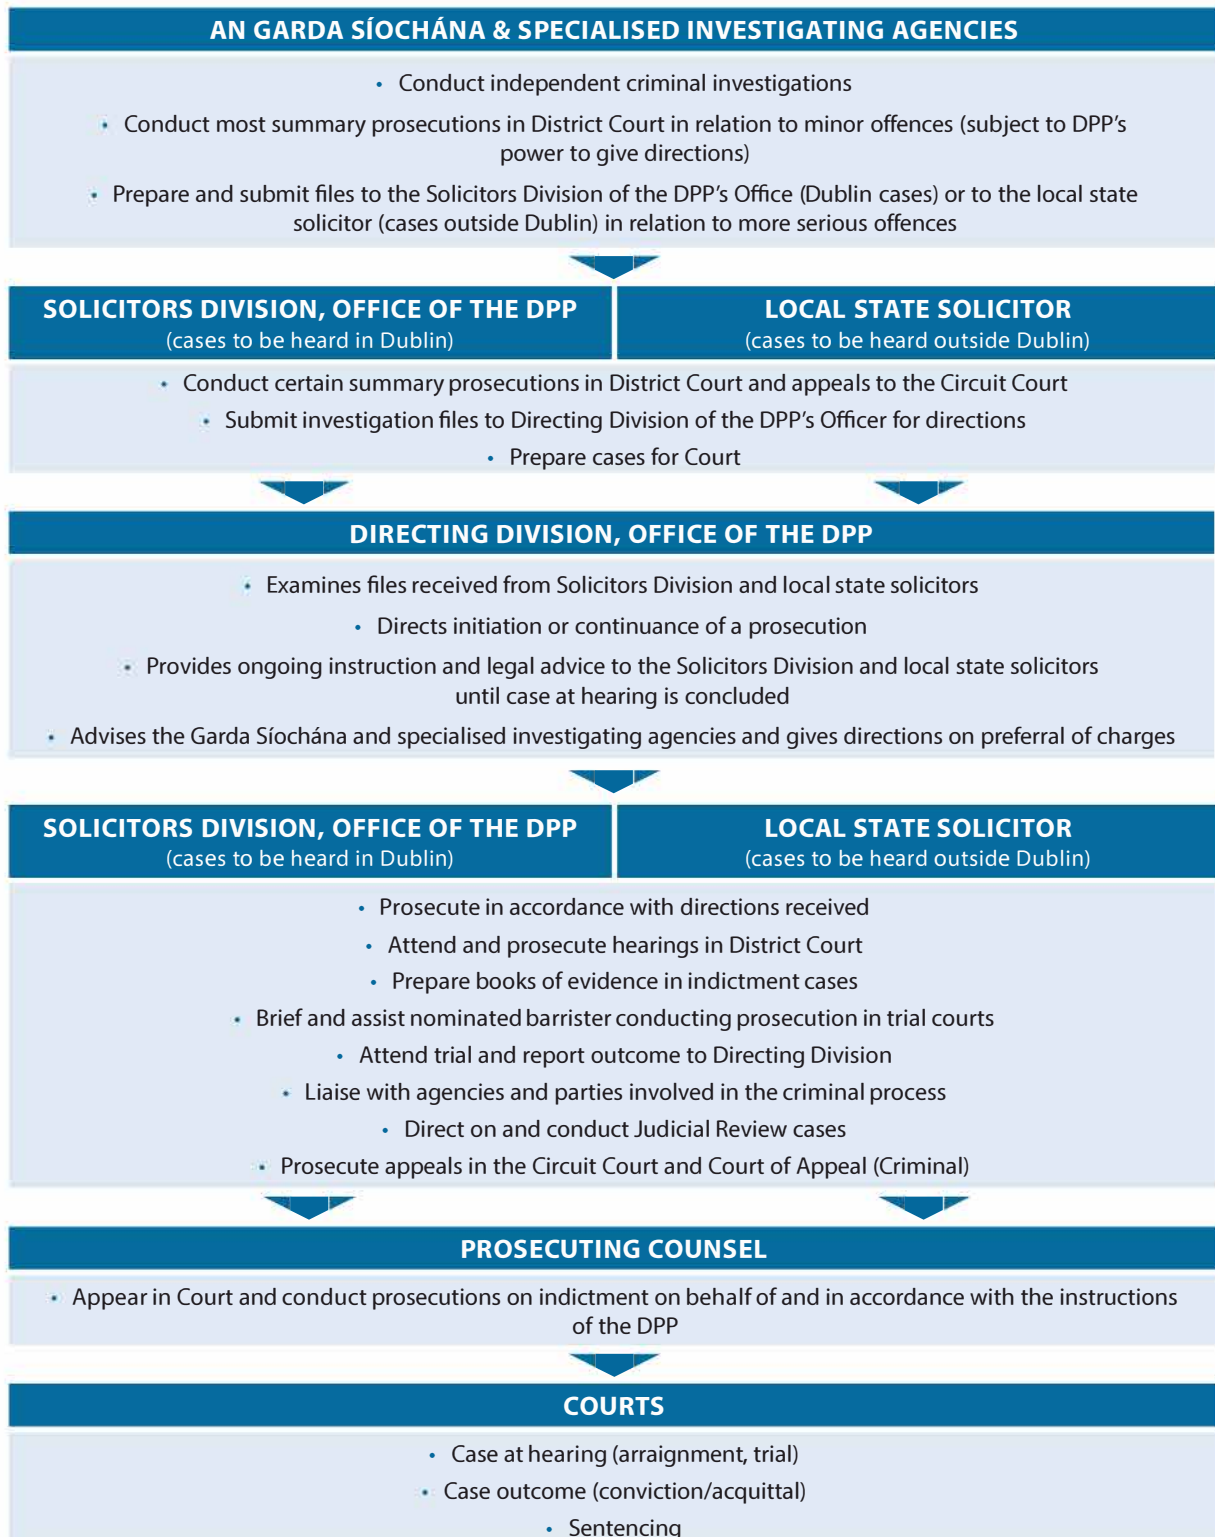 AN GARDA SÍOCHÁNA & SPECIALISED INVESTIGATING AGENCIES
• Conduct independent criminal investigations
• Conduct most summary prosecutions in District Court in relation to minor offences (subject to DPP's
power to give directions)
• Prepare and submit files to the Solicitors Division of the DPP's Office (Dublin cases) or to the local state
solicitor (cases outside Dublin) in relation to more serious offences
SOLICITORS DIVISION, OFFICE OF THE DPP
(cases to be heard in Dublin)
LOCAL STATE SOLICITOR
(cases to be heard outside Dublin)
• Conduct certain summary prosecutions in District Court and appeals to the Circuit Court
• Submit investigation files to Directing Division of the DPP's Officer for directions
• Prepare cases for Court
DIRECTING DIVISION, OFFICE OF THE DPP
• Examines files received from Solicitors Division and local state solicitors
• Directs initiation or continuance of a prosecution
• Provides ongoing instruction and legal advice to the Solicitors Division and local state solicitors
until case at hearing is concluded
• Advises the Garda Síochána and specialised investigating agencies and gives directions on preferral of charges
SOLICITORS DIVISION, OFFICE OF THE DPP
(cases to be heard in Dublin)
LOCAL STATE SOLICITOR
(cases to be heard outside Dublin)
• Prosecute in accordance with directions received
• Attend and prosecute hearings in District Court
• Prepare books of evidence in indictment cases
• Brief and assist nominated barrister conducting prosecution in trial courts
• Attend trial and report outcome to Directing Division
• Liaise with agencies and parties involved in the criminal process
• Direct on and conduct Judicial Review cases
• Prosecute appeals in the Circuit Court and Court of Appeal (Criminal)
PROSECUTING COUNSEL
• Appear in Court and conduct prosecutions on indictment on behalf of and in accordance with the instructions
of the DPP
COURTS
• Case at hearing (arraignment, trial)
• Case outcome (conviction/acquittal)
• Sentencing